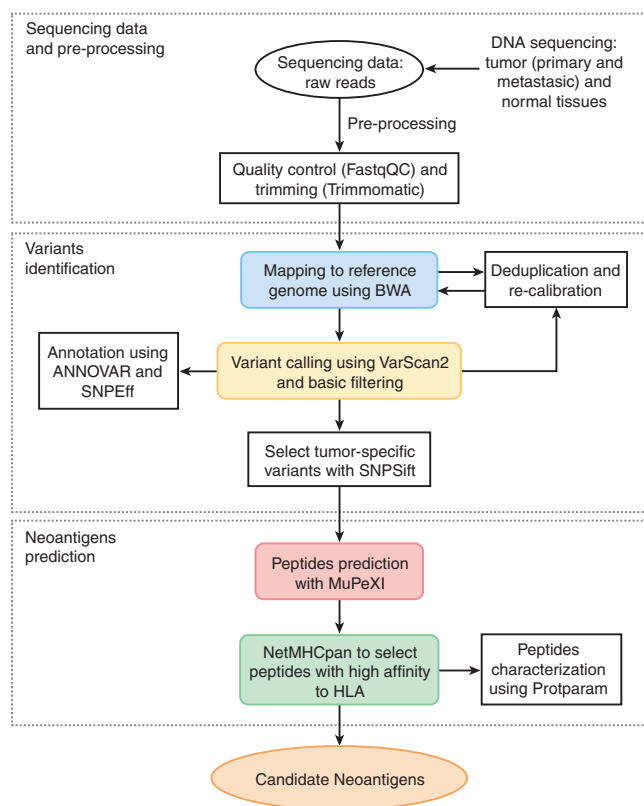 Sequencing data
and pre-processing
Sequencing data:
raw reads
DNA sequencing:
tumor (primary and
metastasic) and
normal tissues
Pre-processing
Quality control (FastqQC) and
trimming (Trimmomatic)
Variants
identification
Mapping to reference
genome using BWA
Deduplication and
re-calibration
Annotation using
ANNOVAR and
SNPEff
Variant calling using VarScan2
and basic filtering
Select tumor-specific
variants with SNPSift
Neoantigens
prediction
Peptides prediction
with MuPeXI
NetMHCpan to select
peptides with high affinity
to HLA
Peptides
characterization
using Protparam
Candidate Neoantigens